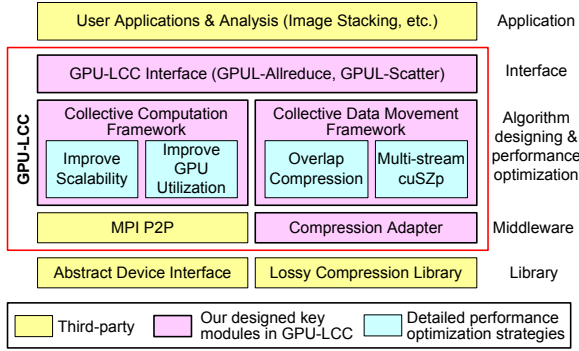 User Applications & Analysis (Image Stacking, etc.)
Application
GPU-LCC
GPU-LCC Interface (GPUL-Allreduce, GPUL-Scatter)
Interface
Collective Computation
Framework
Improve
Scalability
Improve
GPU
Utilization
Collective Data Movement
Framework
Overlap
Compression
Multi-stream
cuSZp
Algorithm
designing &
performance
optimization
MPI P2P
Compression Adapter
Middleware
Abstract Device Interface
Lossy Compression Library
Library
Third-party
Our designed key
modules in GPU-LCC
Detailed performance
optimization strategies